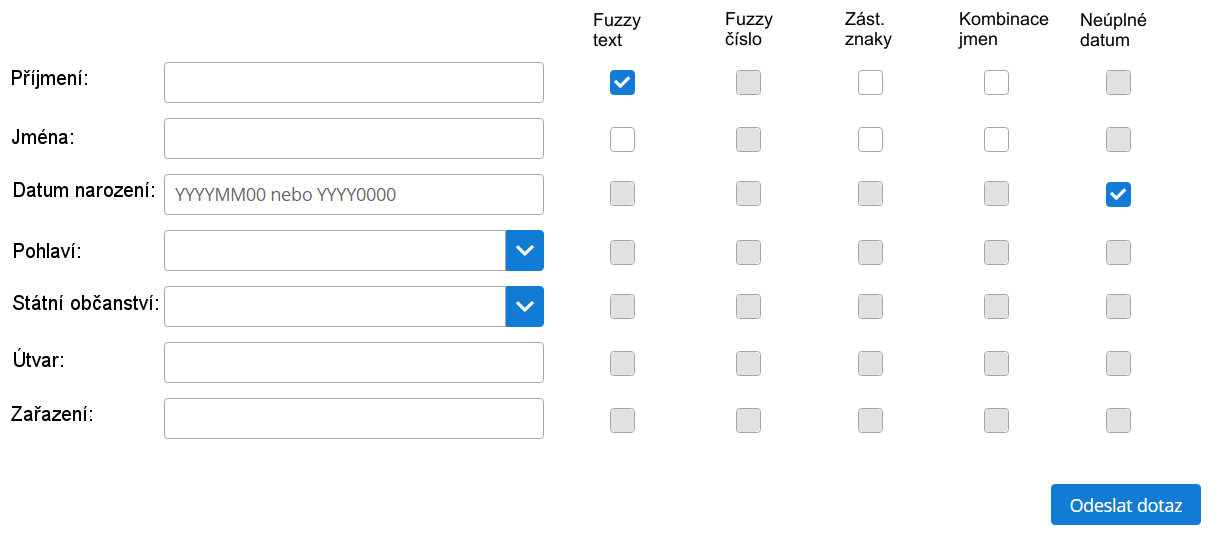 Fuzzy text
Fuzzy číslo
Zást. znaky
Kombinace jmen
Neúplné datum
Příjmení:
Jména:
Datum narození: YYYYMM00 nebo YYYY0000
Pohlaví:
Státní občanství:
Útvar:
Zařazení:
Odeslat dotaz